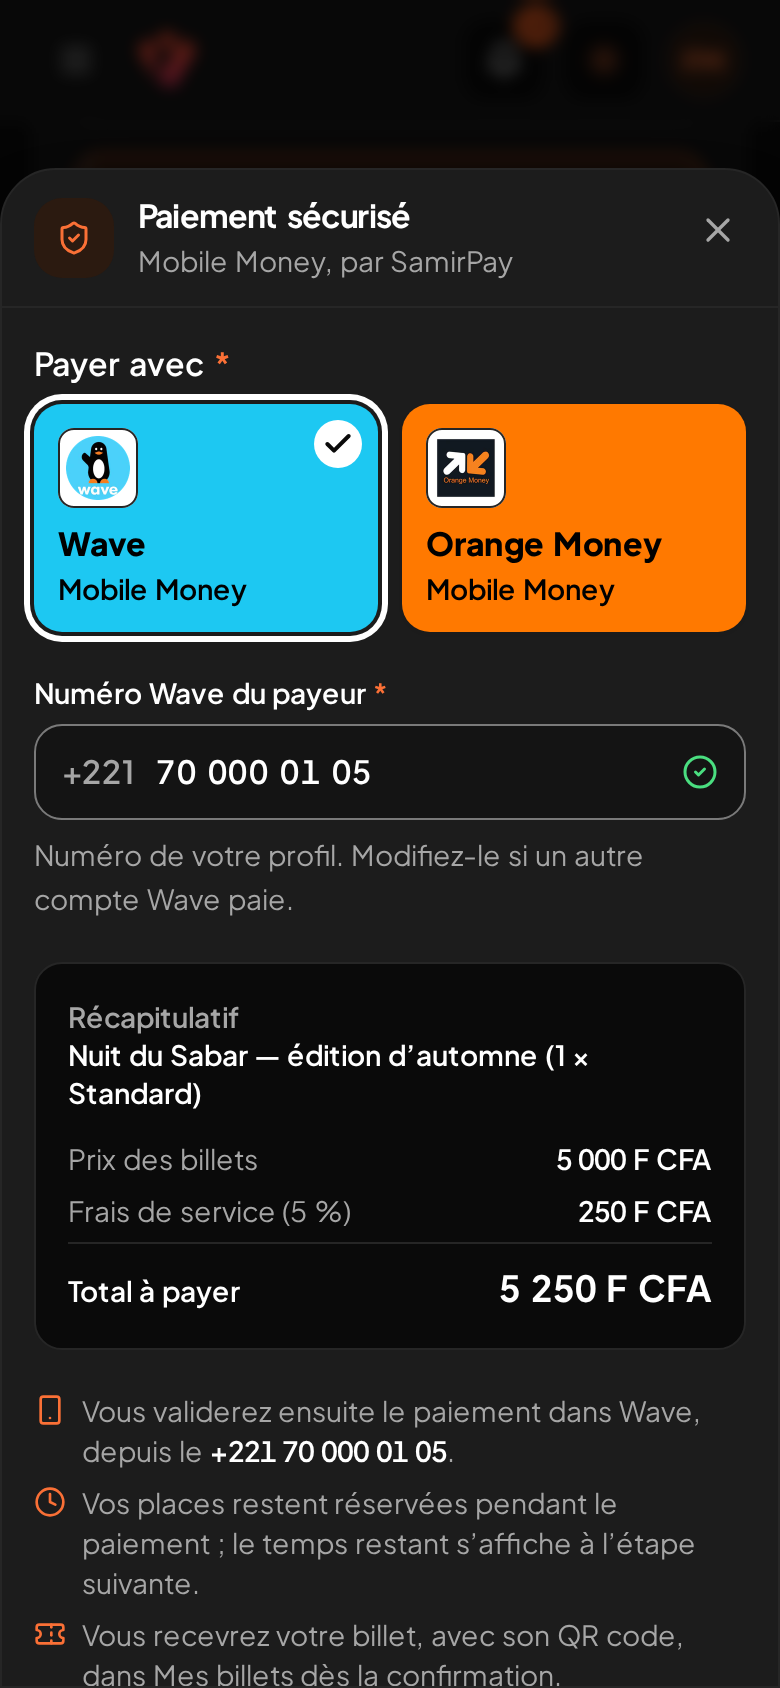 Paiement sécurisé
Mobile Money, par SamirPay
Payer avec *
wave
Wave
Mobile Money
Orange Money
Orange Money
Mobile Money
Numéro Wave du payeur *
+221 70 000 01 05
Numéro de votre profil. Modifiez-le si un autre
compte Wave paie.
Récapitulatif
Nuit du Sabar — édition d’automne (1 ×
Standard)
Prix des billets 5 000 F CFA
Frais de service (5 %) 250 F CFA
Total à payer 5 250 F CFA
Vous validerez ensuite le paiement dans Wave,
depuis le +221 70 000 01 05.
Vos places restent réservées pendant le
paiement ; le temps restant s’affiche à l’étape
suivante.
Vous recevrez votre billet, avec son QR code,
dans Mes billets dès la confirmation.